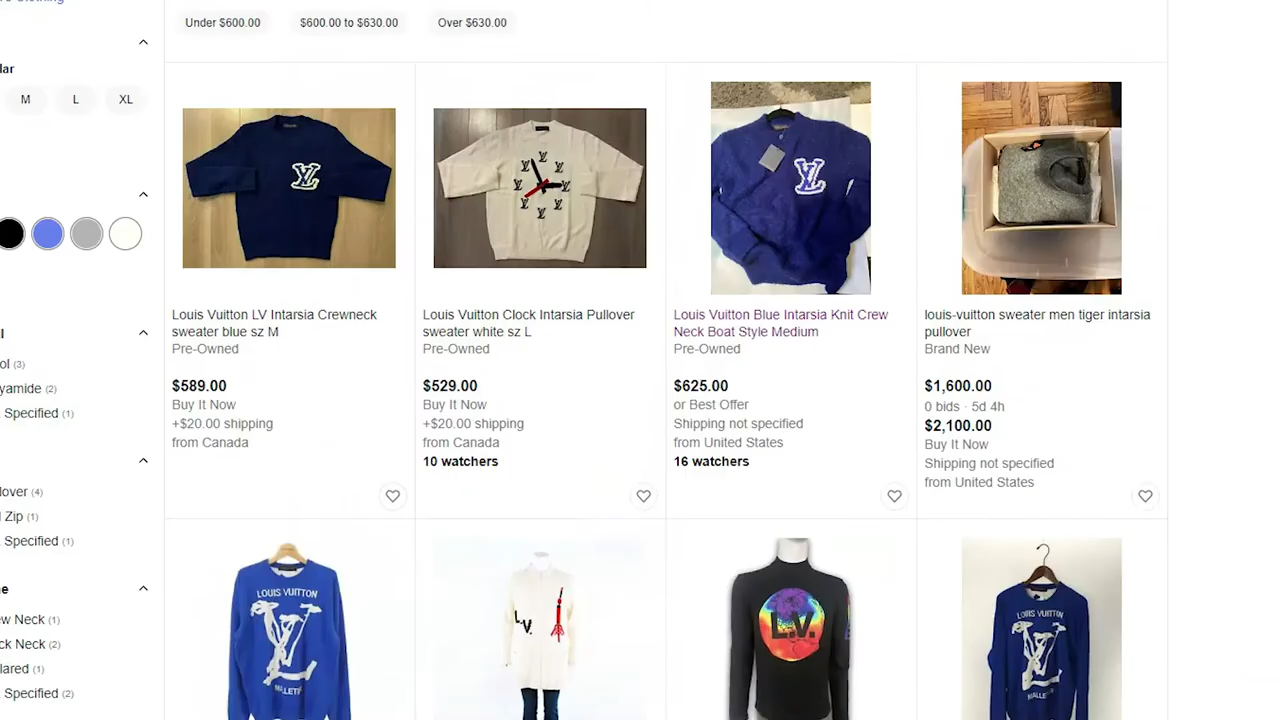 Under $600.00
$600.00 to $630.00
Over $630.00
M
L
XL
Louis Vuitton LV Intarsia Crewneck
sweater blue sz M
Pre-Owned
$589.00
Buy It Now
+$20.00 shipping
from Canada
Louis Vuitton Clock Intarsia Pullover
sweater white sz L
Pre-Owned
$529.00
Buy It Now
+$20.00 shipping
from Canada
10 watchers
Louis Vuitton Blue Intarsia Knit Crew
Neck Boat Style Medium
Pre-Owned
$625.00
or Best Offer
Shipping not specified
from United States
16 watchers
louis-vuitton sweater men tiger intarsia
pullover
Brand New
$1,600.00
0 bids · 5d 4h
$2,100.00
Buy It Now
Shipping not specified
from United States
(3)
(2)
Specified (1)
(4)
Zip (1)
Specified (1)
Neck (1)
Neck (2)
(1)
Specified (2)
LOUIS VUITTON
L.V.
L.V.
LOUIS VUITTON